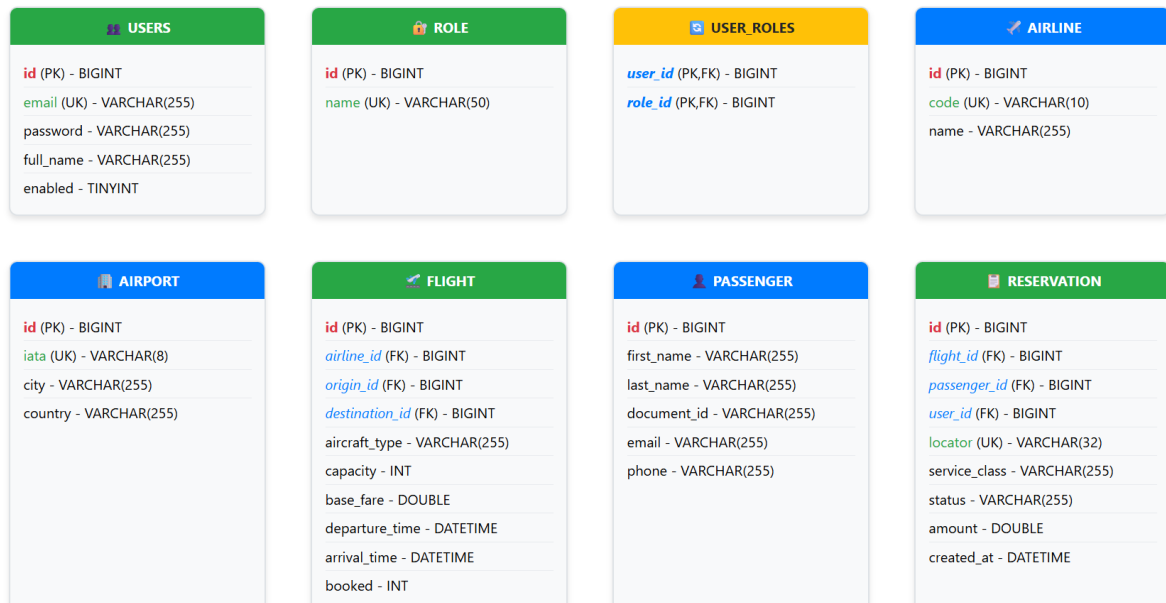 USERS
id (PK) - BIGINT
email (UK) - VARCHAR(255)
password - VARCHAR(255)
full_name - VARCHAR(255)
enabled - TINYINT
ROLE
id (PK) - BIGINT
name (UK) - VARCHAR(50)
USER_ROLES
user_id (PK,FK) - BIGINT
role_id (PK,FK) - BIGINT
AIRLINE
id (PK) - BIGINT
code (UK) - VARCHAR(10)
name - VARCHAR(255)
AIRPORT
id (PK) - BIGINT
iata (UK) - VARCHAR(8)
city - VARCHAR(255)
country - VARCHAR(255)
FLIGHT
id (PK) - BIGINT
airline_id (FK) - BIGINT
origin_id (FK) - BIGINT
destination_id (FK) - BIGINT
aircraft_type - VARCHAR(255)
capacity - INT
base_fare - DOUBLE
departure_time - DATETIME
arrival_time - DATETIME
booked - INT
PASSENGER
id (PK) - BIGINT
first_name - VARCHAR(255)
last_name - VARCHAR(255)
document_id - VARCHAR(255)
email - VARCHAR(255)
phone - VARCHAR(255)
RESERVATION
id (PK) - BIGINT
flight_id (FK) - BIGINT
passenger_id (FK) - BIGINT
user_id (FK) - BIGINT
locator (UK) - VARCHAR(32)
service_class - VARCHAR(255)
status - VARCHAR(255)
amount - DOUBLE
created_at - DATETIME